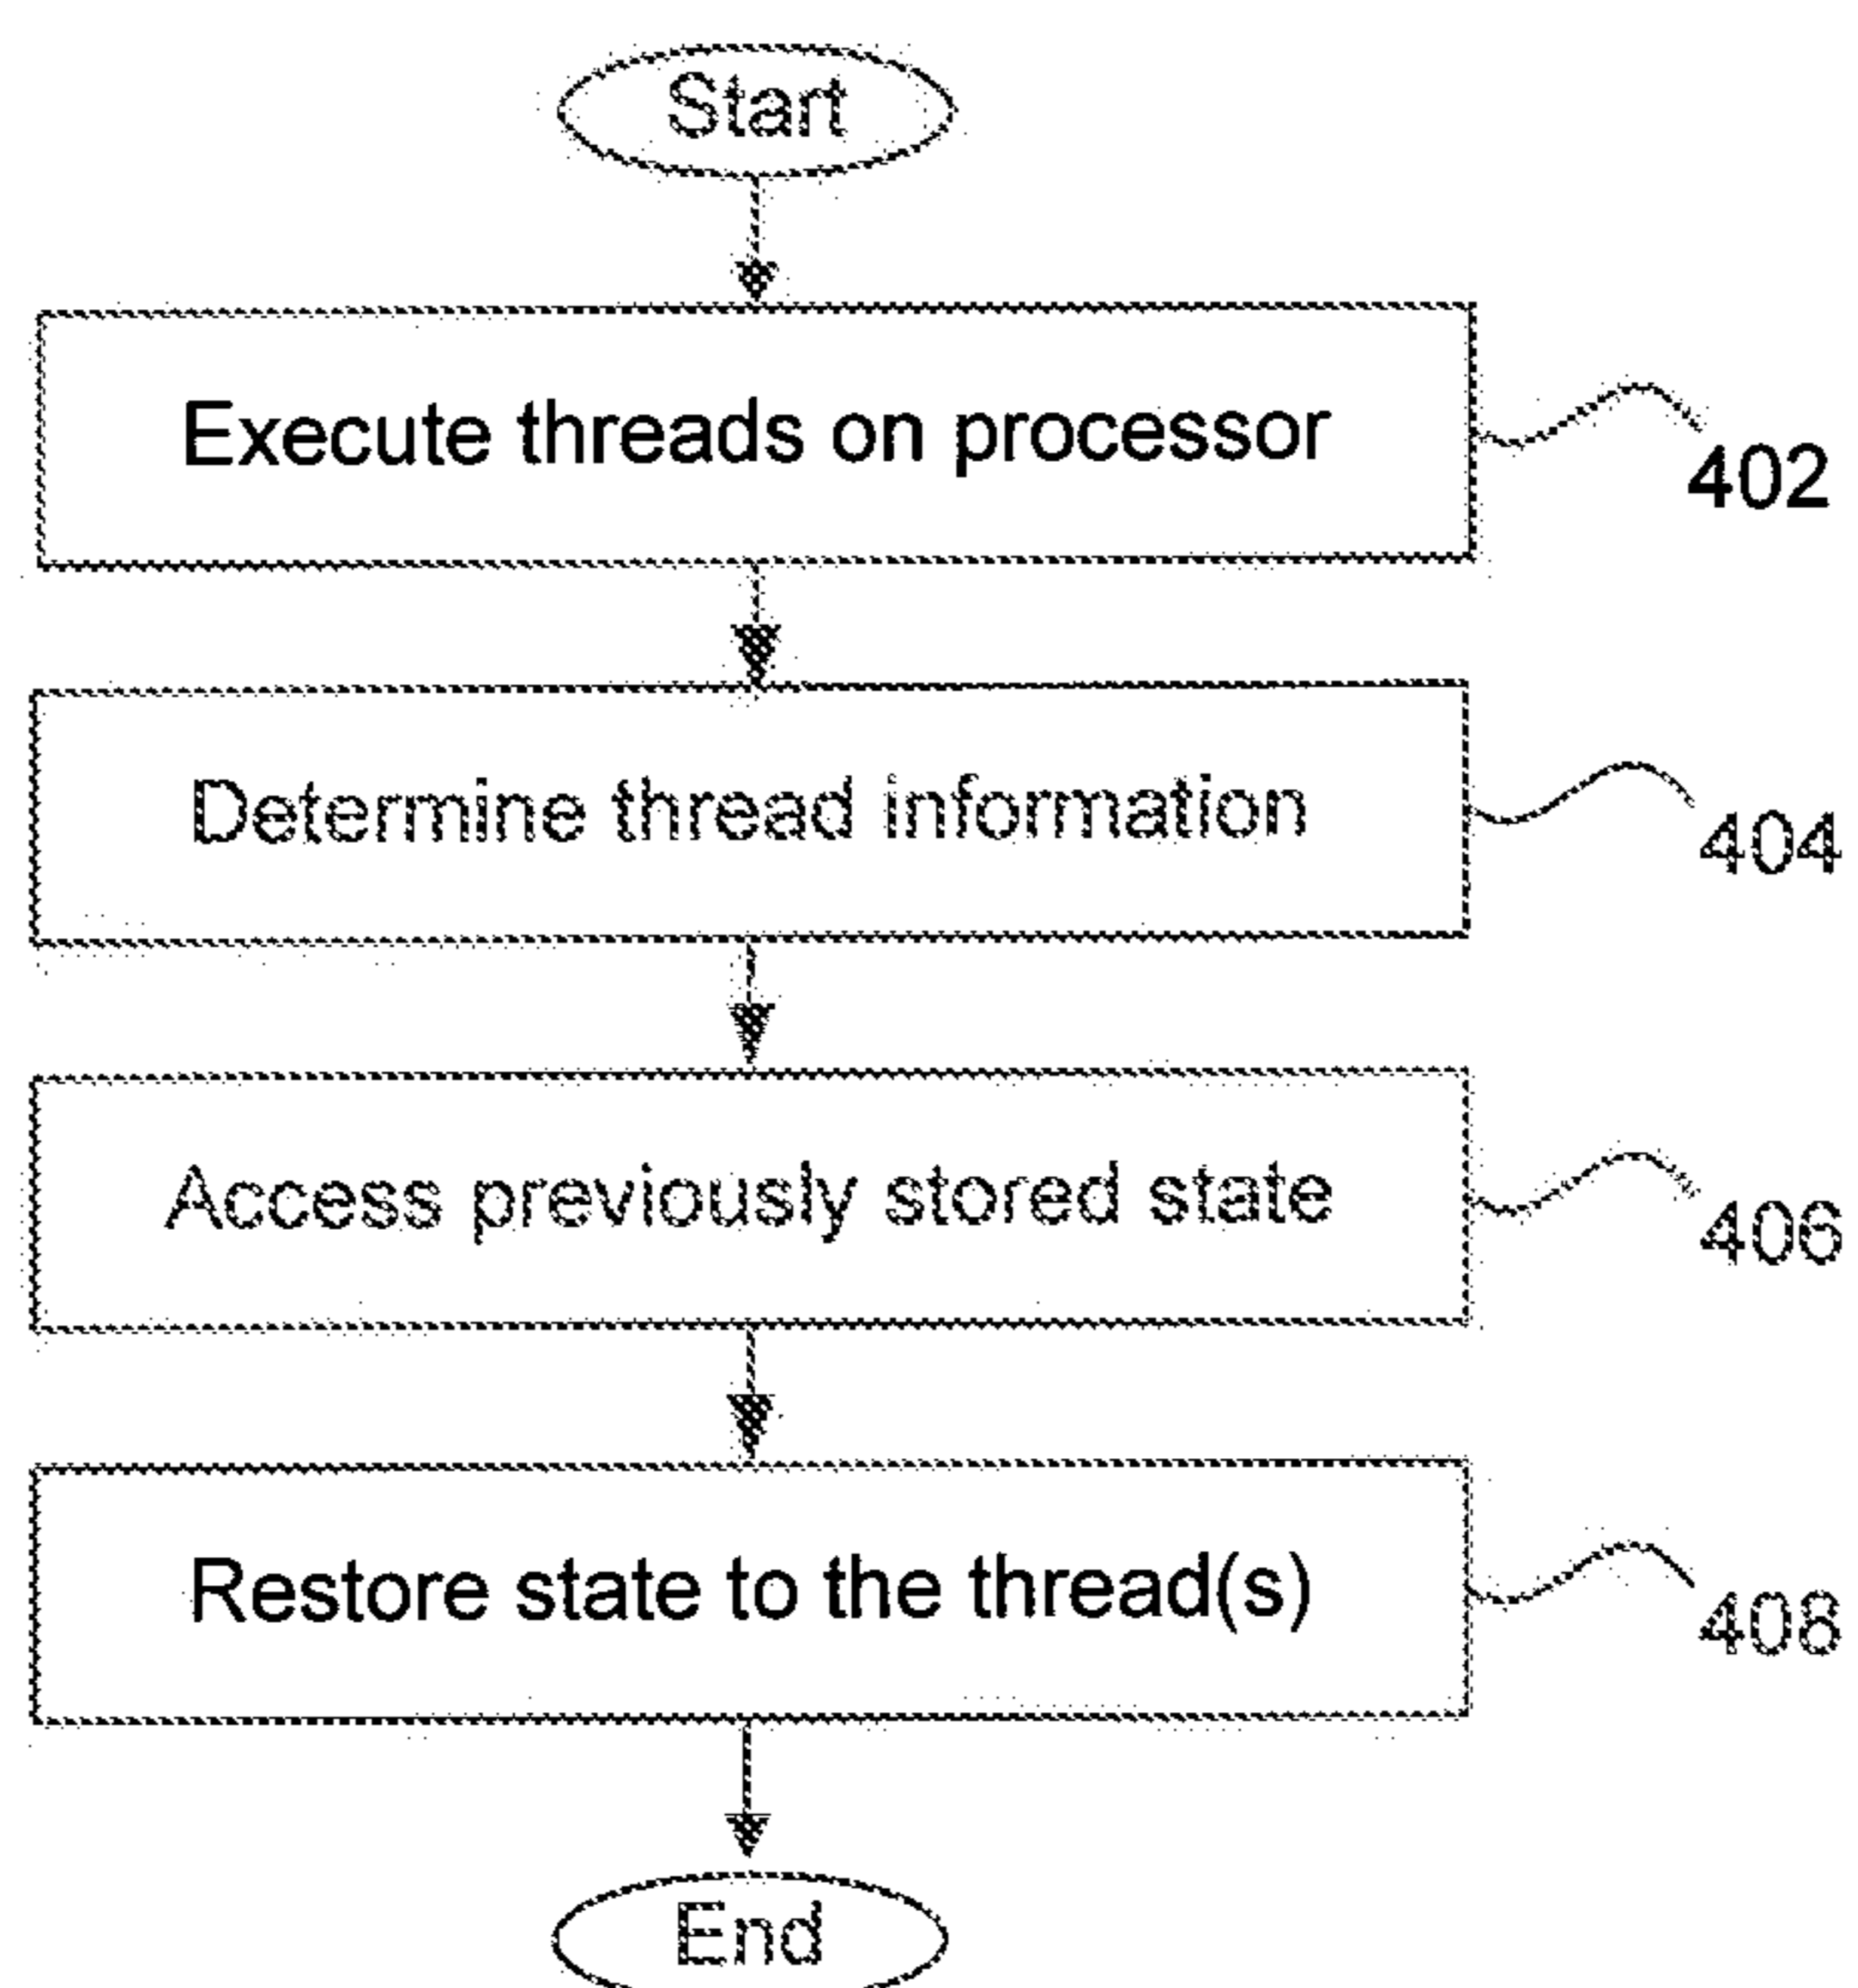 Start
Execute threads on processor
402
Determine thread information
404
Access previously stored state
406
Restore state to the thread(s)
408
End